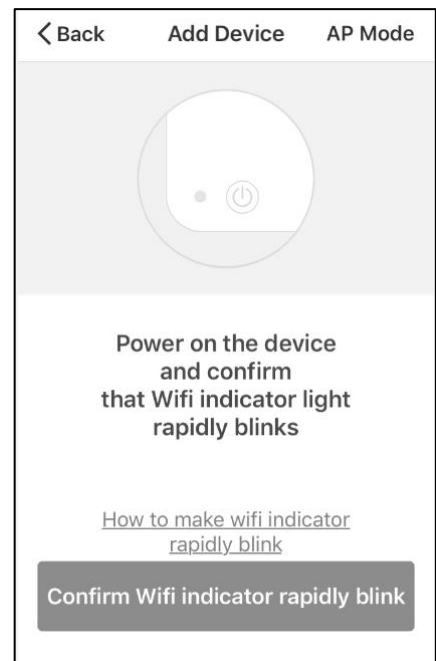 Back Add Device AP Mode
Power on the device
and confirm
that Wifi indicator light
rapidly blinks
How to make wifi indicator
rapidly blink
Confirm Wifi indicator rapidly blink